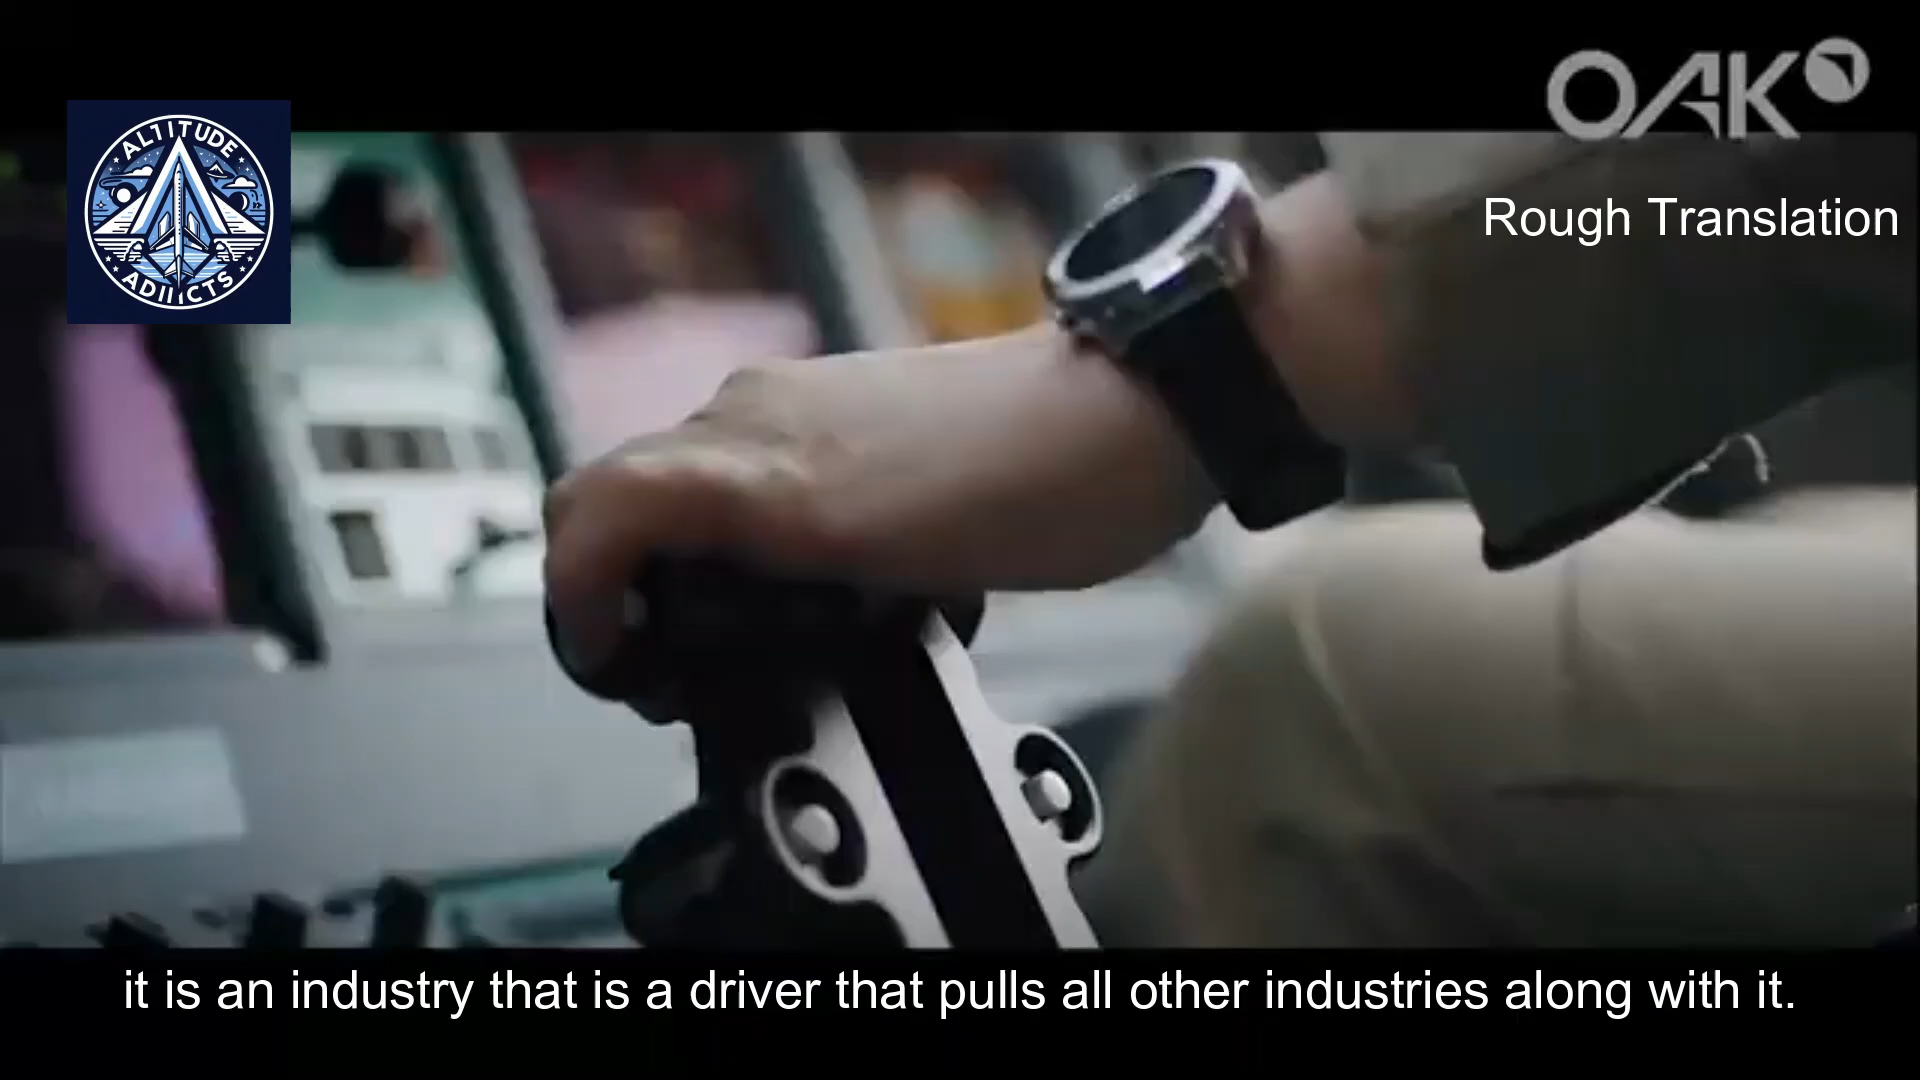 OAK
ALTITUDE
ADIIICTS
Rough Translation
it is an industry that is a driver that pulls all other industries along with it.